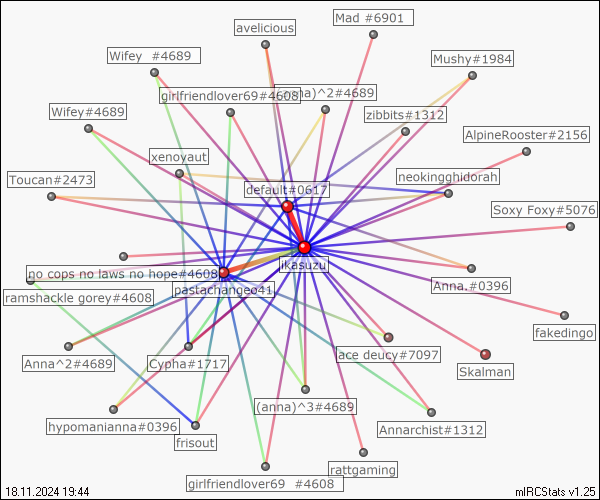 Mad #6901
avelicious
Wifey  #4689
Mushy#1984
girlfriendlover69#4608
(anna)^2#4689
Wifey#4689
zibbits#1312
AlpineRooster#2156
xenoyaut
Toucan#2473
neokingghidorah
default#0617
Soxy Foxy#5076
ikasuzu
no cops no laws no hope#4608
Anna.#0396
pastachangeo41
ramshackle gorey#4608
fakedingo
Anna^2#4689
Cypha#1717
ace deucy#7097
Skalman
(anna)^3#4689
hypomanianna#0396
Annarchist#1312
frisout
rattgaming
girlfriendlover69  #4608
18.11.2024 19:44
mIRCStats v1.25